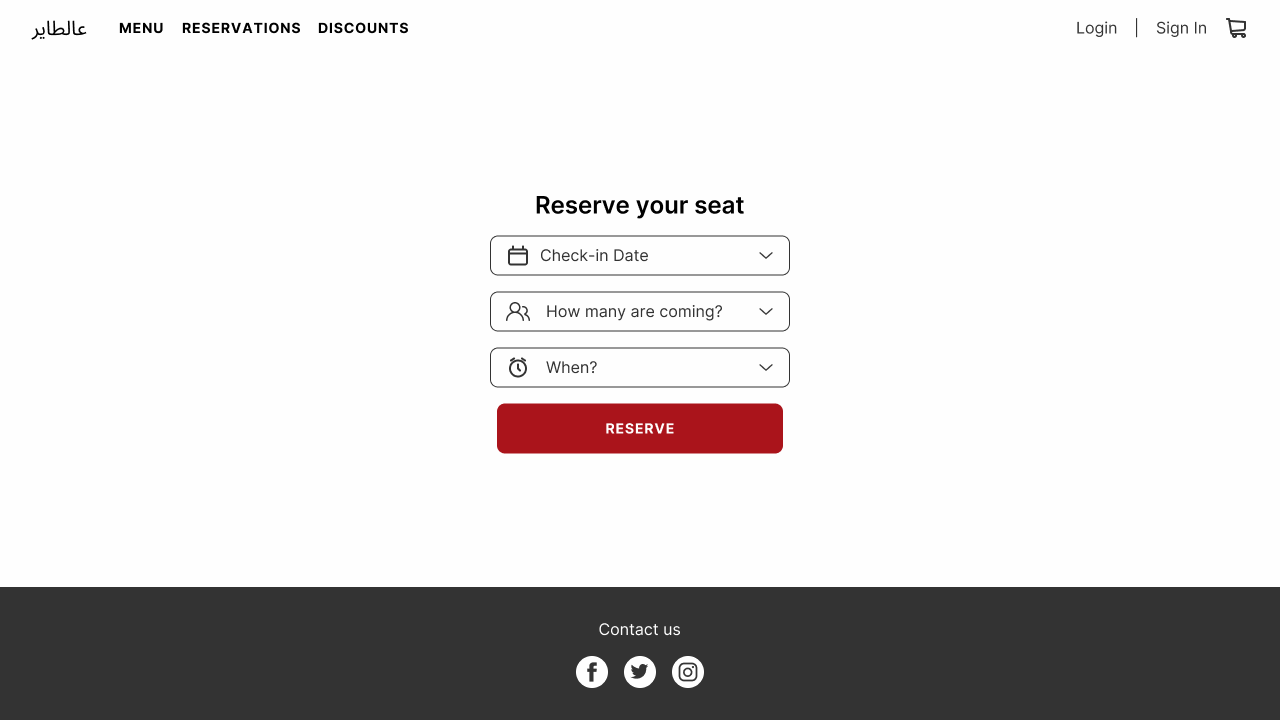 عالطاير MENU RESERVATIONS DISCOUNTS Login | Sign In
Reserve your seat
Check-in Date
How many are coming?
When?
RESERVE
Contact us